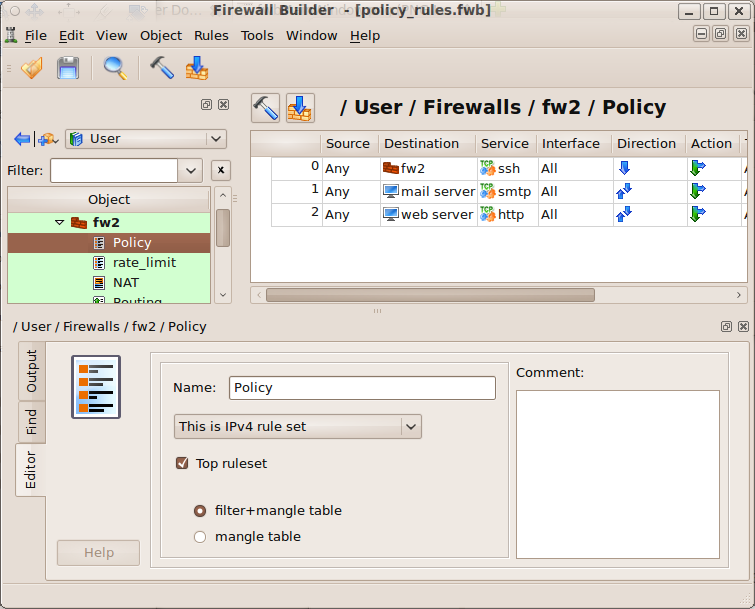 Firewall Builder - [policy_rules.fwb]
File Edit View Object Rules Tools Window Help
/ User / Firewalls / fw2 / Policy
User
Filter:
Object
fw2
Policy
rate_limit
NAT
Routing
Source Destination Service Interface Direction Action
0 Any fw2 TCP ssh All
1 Any mail server TCP smtp All
2 Any web server TCP http All
/ User / Firewalls / fw2 / Policy
Output
Find
Editor
Name: Policy
This is IPv4 rule set
Top ruleset
filter+mangle table
mangle table
Comment:
Help